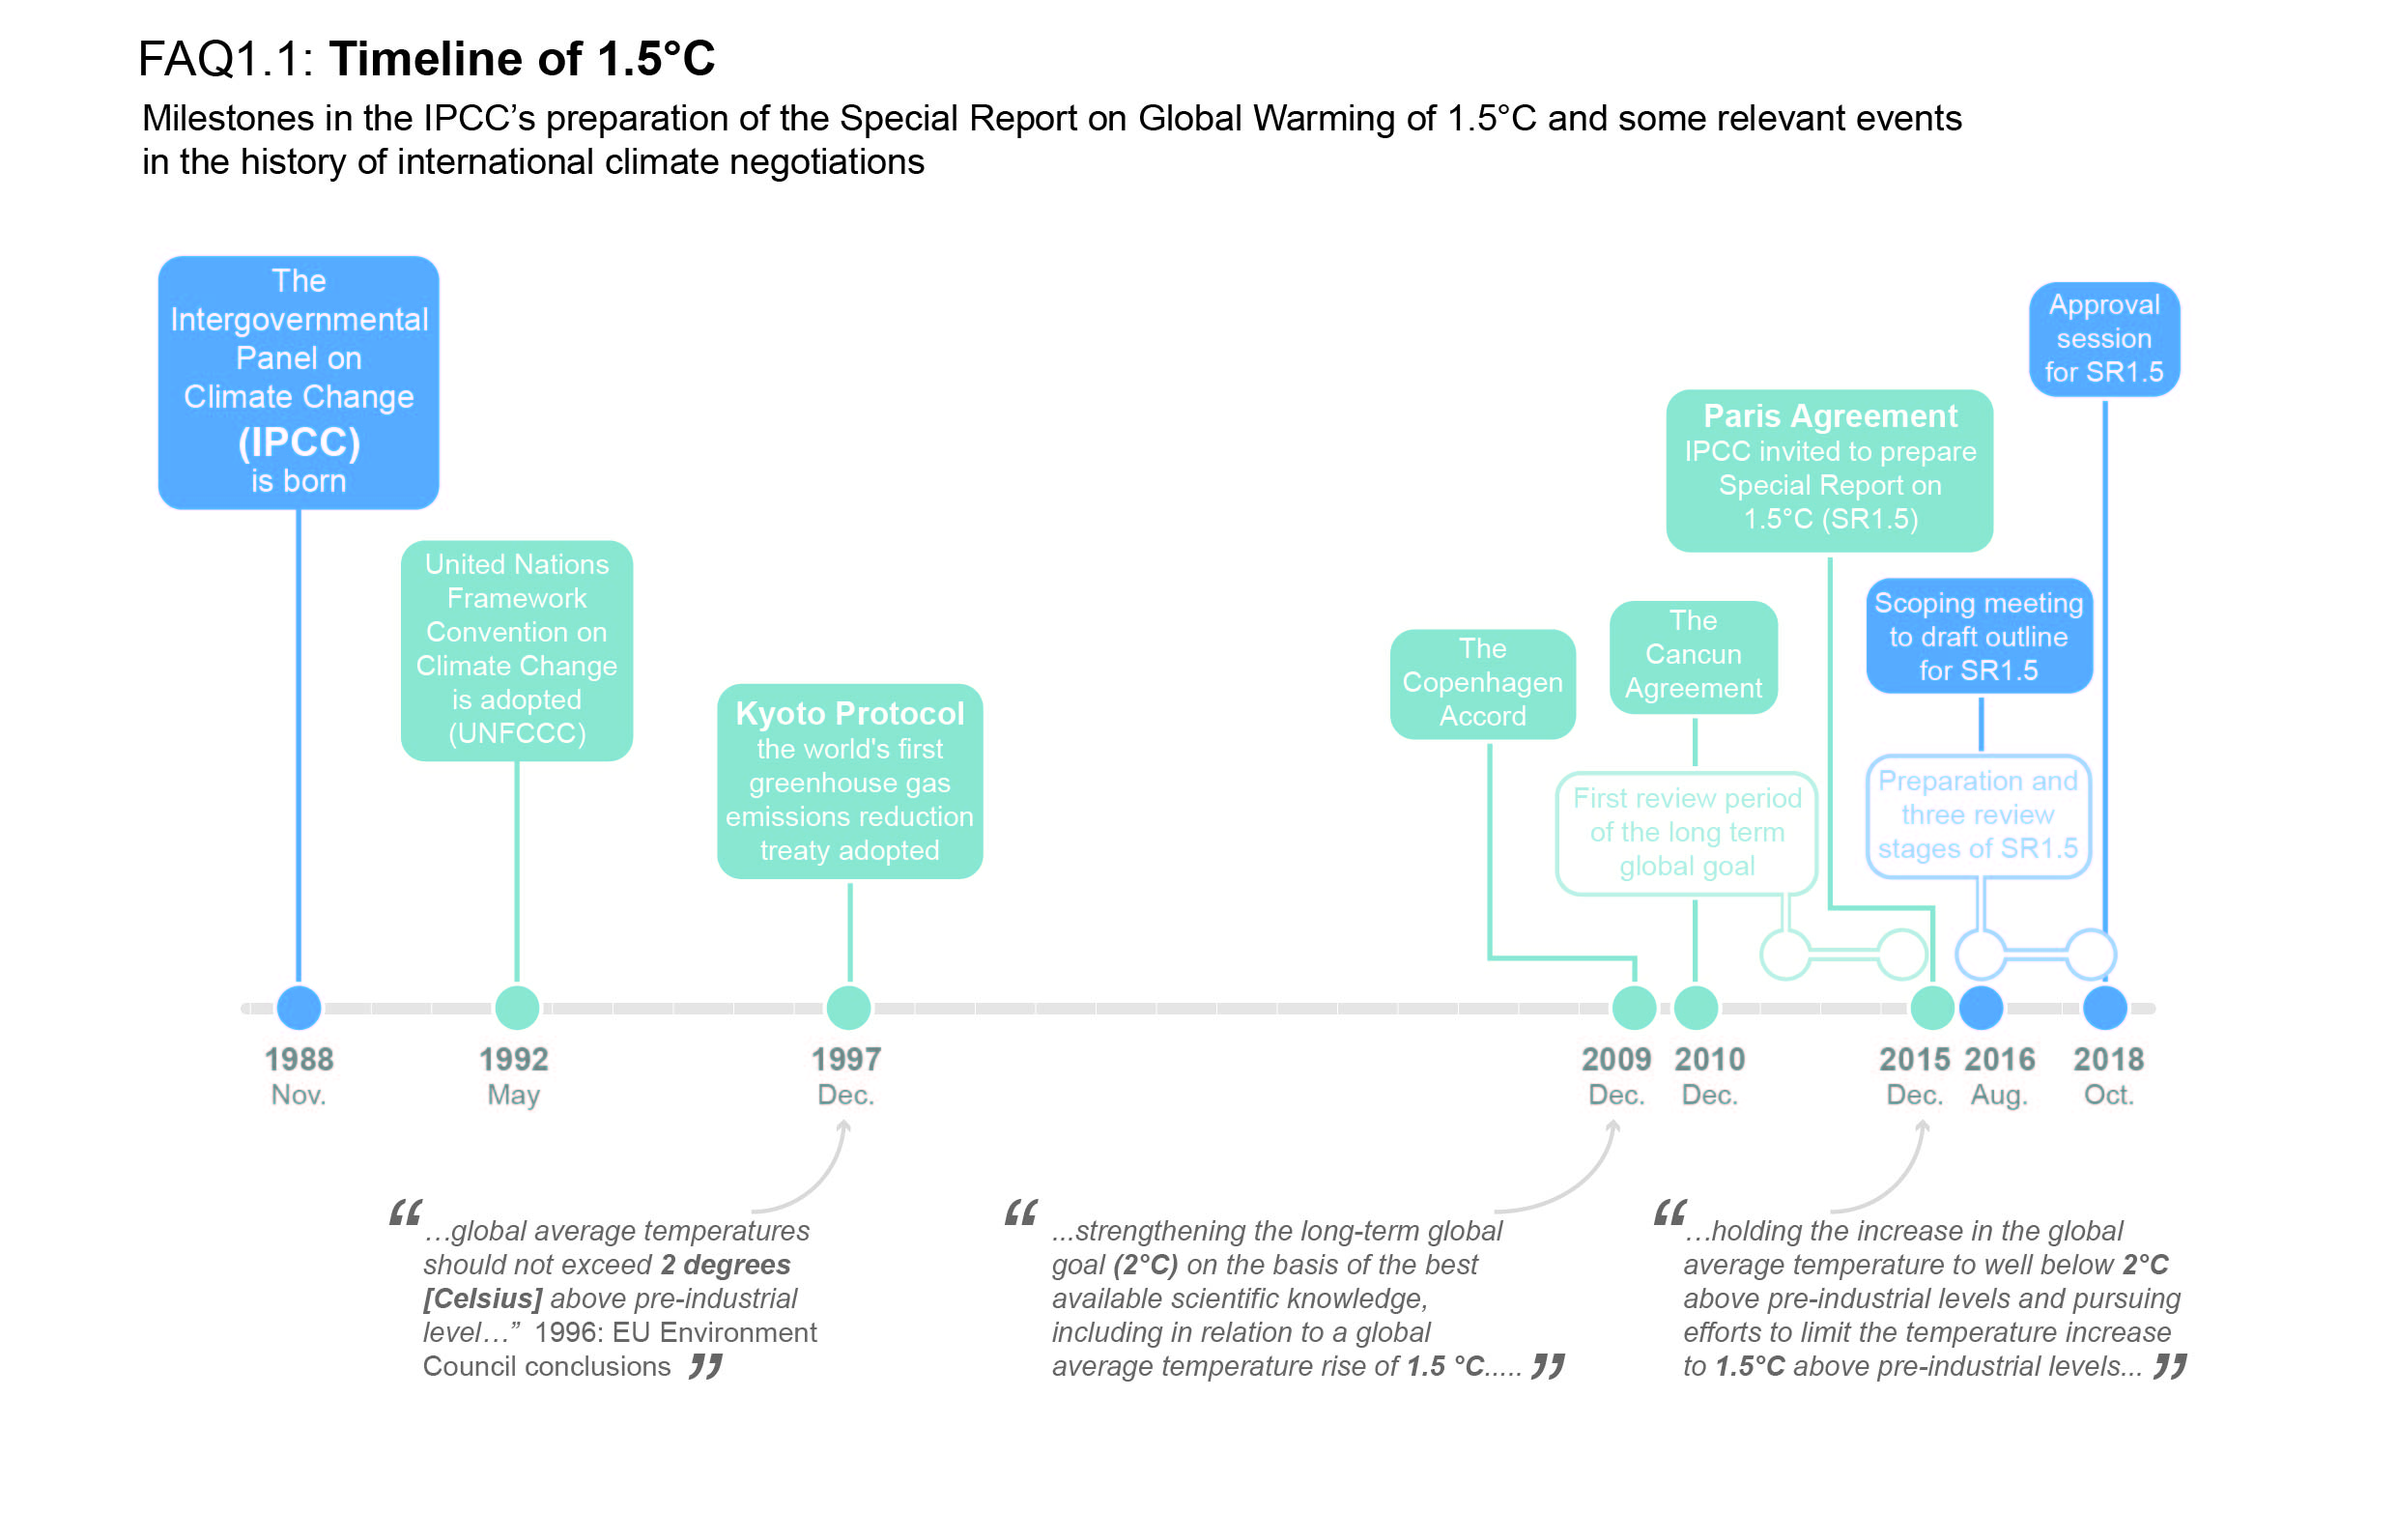 FAQ1.1: Timeline of 1.5°C
Milestones in the IPCC’s preparation of the Special Report on Global Warming of 1.5°C and some relevant events
in the history of international climate negotiations
The
Intergovernmental
Panel on
Climate Change
(IPCC)
is born
United Nations
Framework
Convention on
Climate Change
is adopted
(UNFCCC)
Kyoto Protocol
the world's first
greenhouse gas
emissions reduction
treaty adopted
The
Copenhagen
Accord
The
Cancun
Agreement
First review period
of the long term
global goal
Paris Agreement
IPCC invited to prepare
Special Report on
1.5°C (SR1.5)
Scoping meeting
to draft outline
for SR1.5
Preparation and
three review
stages of SR1.5
Approval
session
for SR1.5
1988
Nov.
1992
May
1997
Dec.
2009
Dec.
2010
Dec.
2015
Dec.
2016
Aug.
2018
Oct.
“…global average temperatures
should not exceed 2 degrees
[Celsius] above pre-industrial
level…” 1996: EU Environment
Council conclusions ”
“...strengthening the long-term global
goal (2°C) on the basis of the best
available scientific knowledge,
including in relation to a global
average temperature rise of 1.5 °C..... ”
“…holding the increase in the global
average temperature to well below 2°C
above pre-industrial levels and pursuing
efforts to limit the temperature increase
to 1.5°C above pre-industrial levels... ”